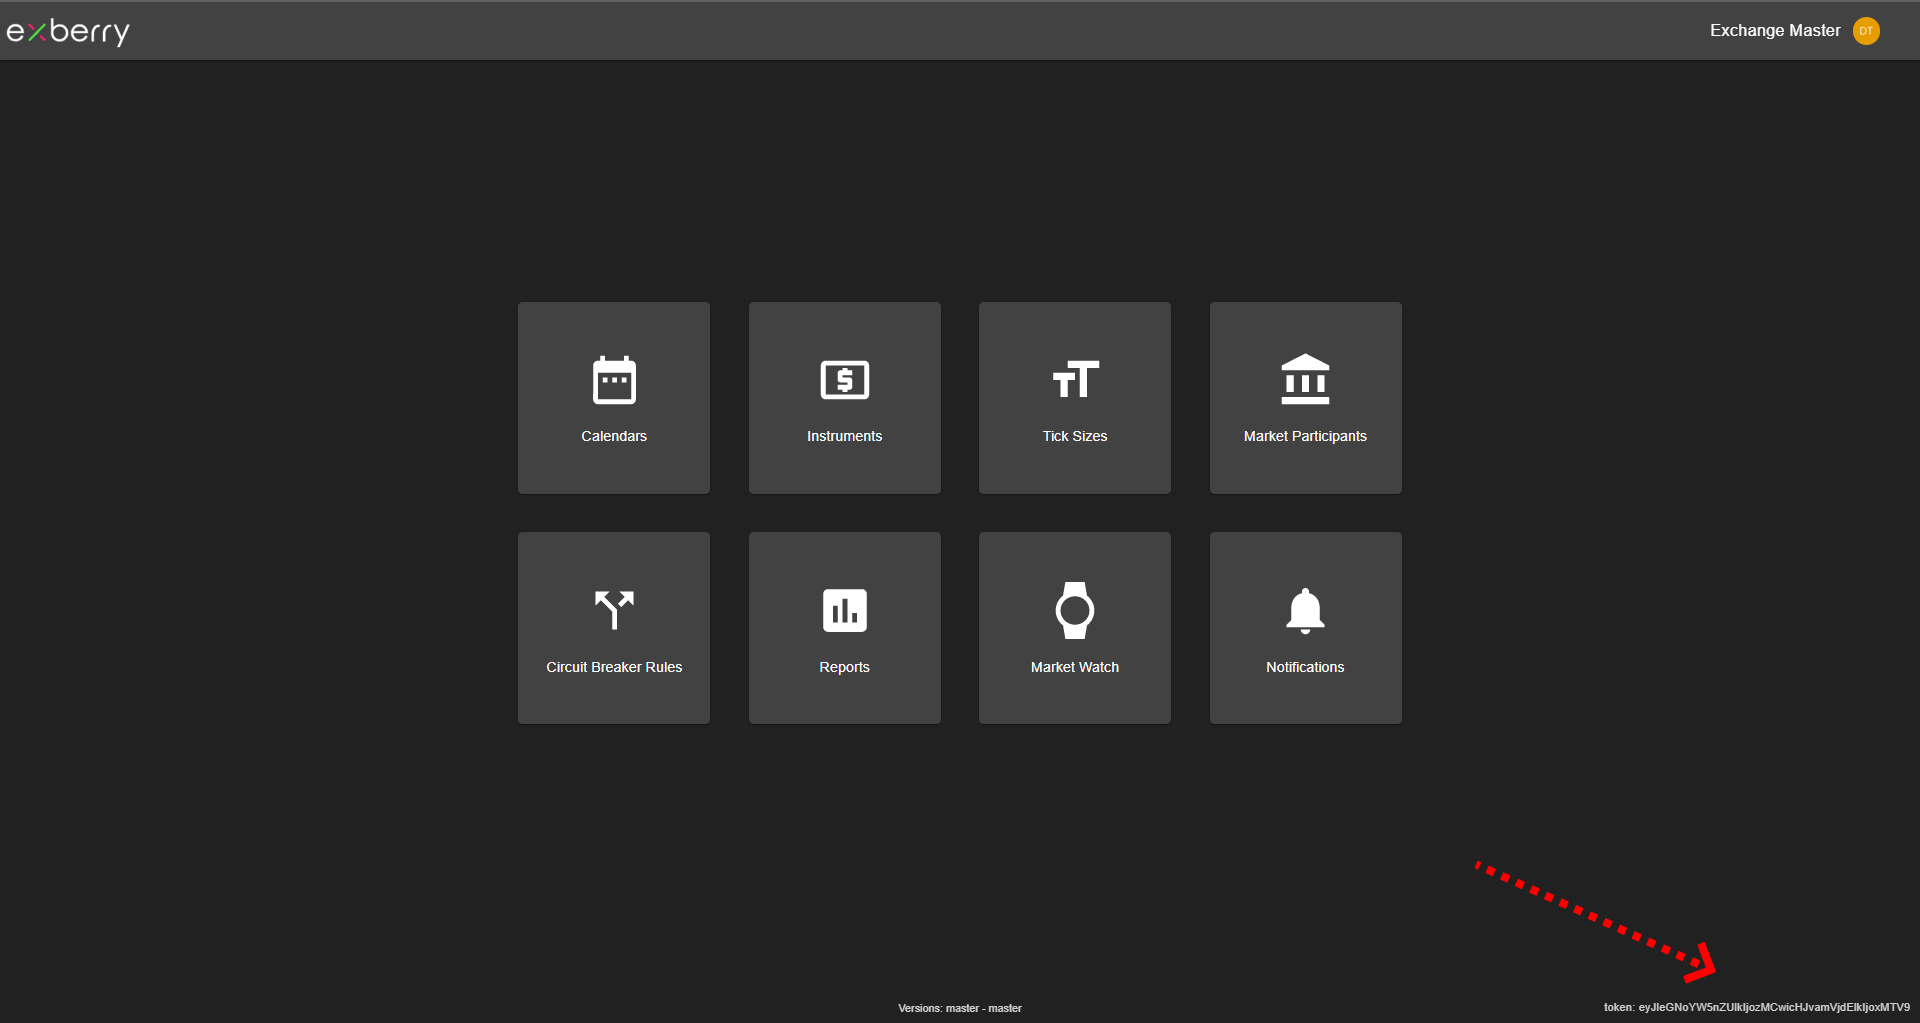 exberry
Exchange Master DT
Calendars
Instruments
Tick Sizes
Market Participants
Circuit Breaker Rules
Reports
Market Watch
Notifications
Versions: master - master
token: eyJleGNoYW5nZUlkIjozMCwicHJvamVjdElkIjoxMTV9